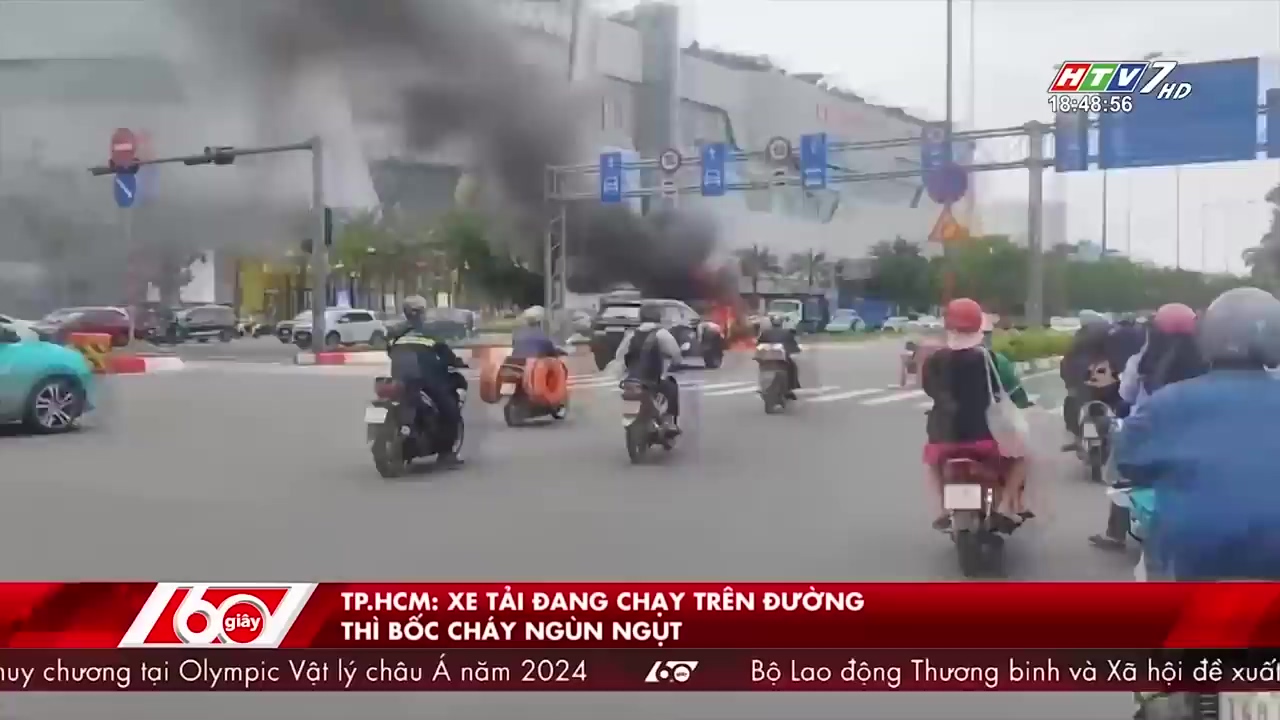 HTV7 HD
18:48:56
60 giây
TP.HCM: XE TẢI ĐANG CHẠY TRÊN ĐƯỜNG
THÌ BỐC CHÁY NGÙN NGỤT
huy chương tại Olympic Vật lý châu Á năm 2024 60 Bộ Lao động Thương binh và Xã hội đề xuất